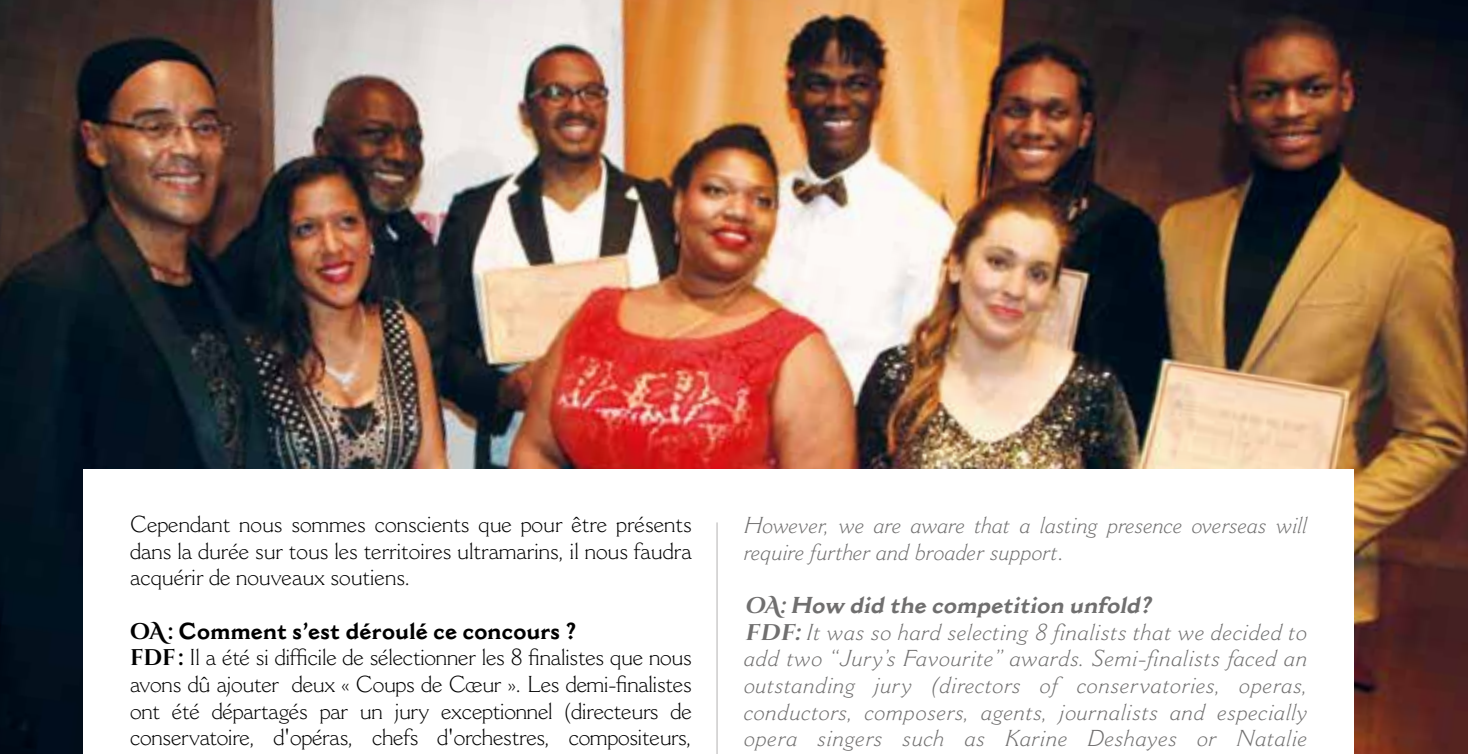 Cependant nous sommes conscients que pour être présents
dans la durée sur tous les territoires ultramarins, il nous faudra
acquérir de nouveaux soutiens.
OA: Comment s’est déroulé ce concours ?
FDF: Il a été si difficile de sélectionner les 8 finalistes que nous
avons dû ajouter deux « Coups de Cœur ». Les demi-finalistes
ont été départagés par un jury exceptionnel (directeurs de
conservatoire, d'opéras, chefs d'orchestres, compositeurs,
However, we are aware that a lasting presence overseas will
require further and broader support.
OA: How did the competition unfold?
FDF: It was so hard selecting 8 finalists that we decided to
add two “Jury’s Favourite” awards. Semi-finalists faced an
outstanding jury (directors of conservatories, operas,
conductors, composers, agents, journalists and especially
opera singers such as Karine Deshayes or Natalie